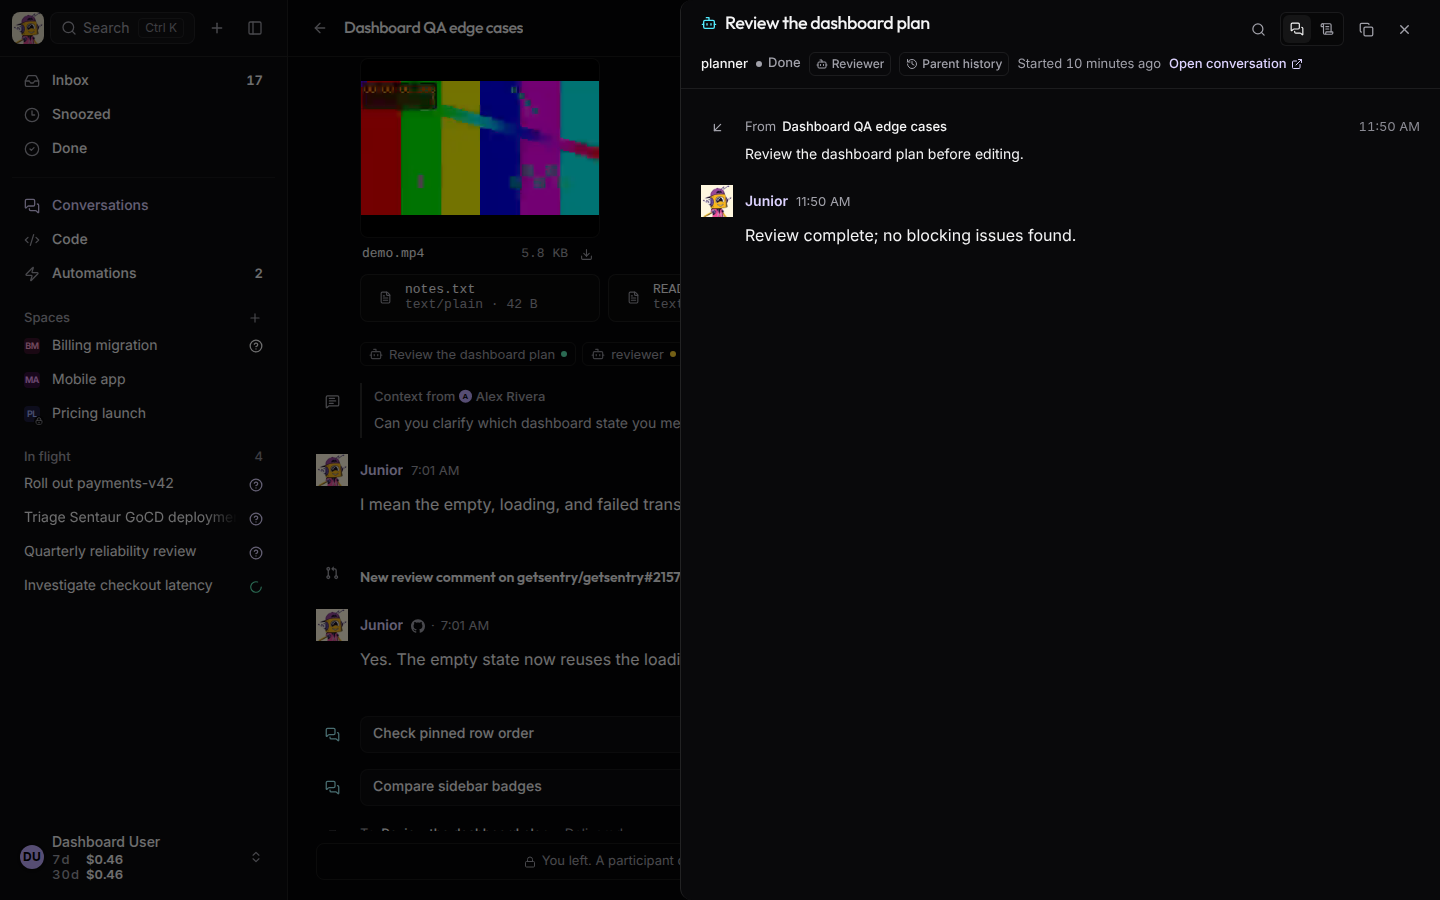 Search Ctrl K
Inbox 17
Snoozed
Done
Conversations
Code
Automations 2
Spaces
BM Billing migration
MA Mobile app
PL Pricing launch
In flight 4
Roll out payments-v42
Triage Sentaur GoCD deployme
Quarterly reliability review
Investigate checkout latency
DU Dashboard User
7d $0.46
30d $0.46
Dashboard QA edge cases
demo.mp4 5.8 KB
notes.txt
text/plain · 42 B
READ
text
Review the dashboard plan
reviewer
Context from A Alex Rivera
Can you clarify which dashboard state you me
Junior 7:01 AM
I mean the empty, loading, and failed trans
New review comment on getsentry/getsentry#2157
Junior · 7:01 AM
Yes. The empty state now reuses the loadi
Check pinned row order
Compare sidebar badges
You left. A participant
Review the dashboard plan
planner Done Reviewer Parent history Started 10 minutes ago Open conversation
From Dashboard QA edge cases 11:50 AM
Review the dashboard plan before editing.
Junior 11:50 AM
Review complete; no blocking issues found.